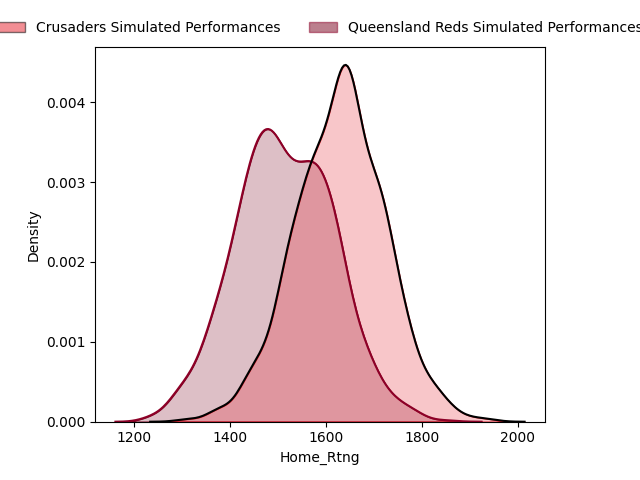 Crusaders Simulated Performances Queensland Reds Simulated Performances
0.004
0.003
0.002
0.001
0.000
Density
1200 1400 1600 1800 2000
Home_Rtng